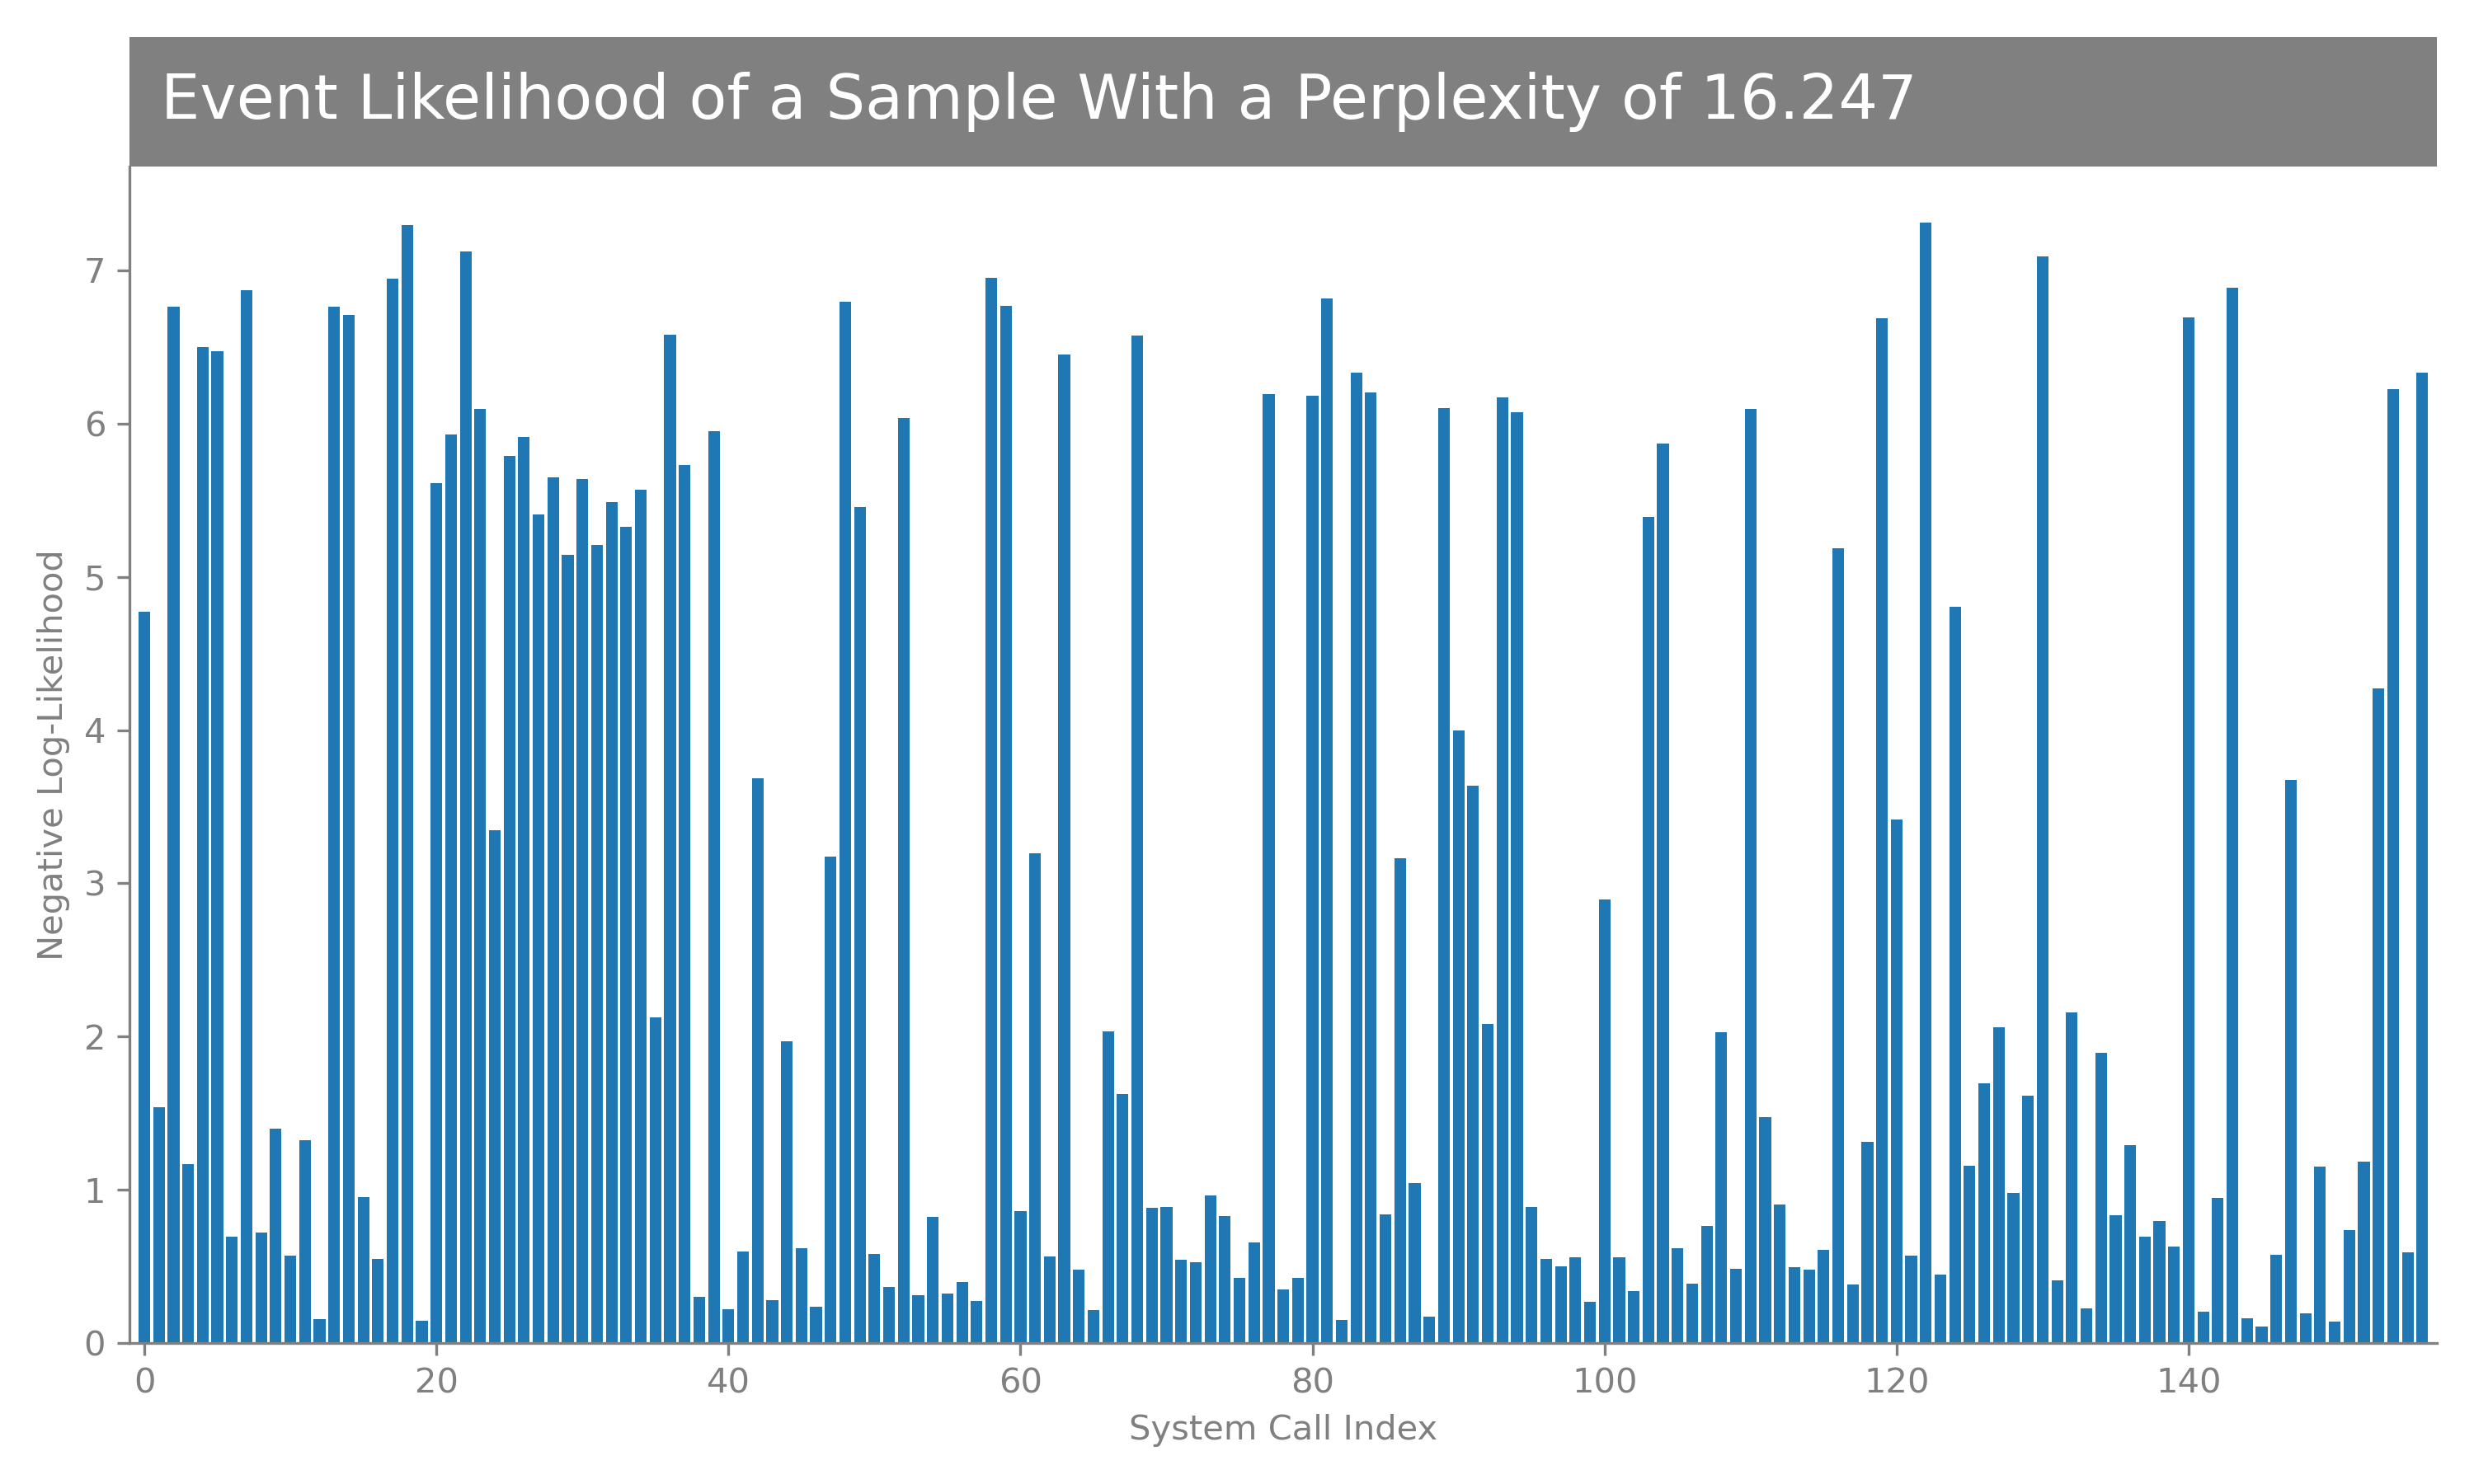 Event Likelihood of a Sample With a Perplexity of 16.247
Negative Log-Likelihood
7
6
5
4
3
2
1
0
0 20 40 60 80 100 120 140
System Call Index